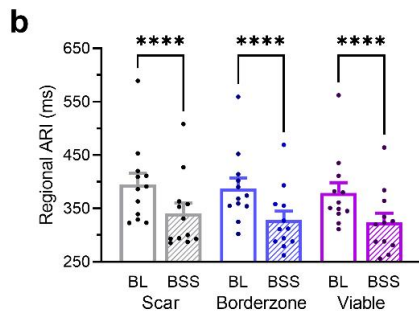 b
**** **** ****
650
550
450
350
250
Regional ARI (ms)
BL BSS BL BSS BL BSS
Scar Borderzone Viable